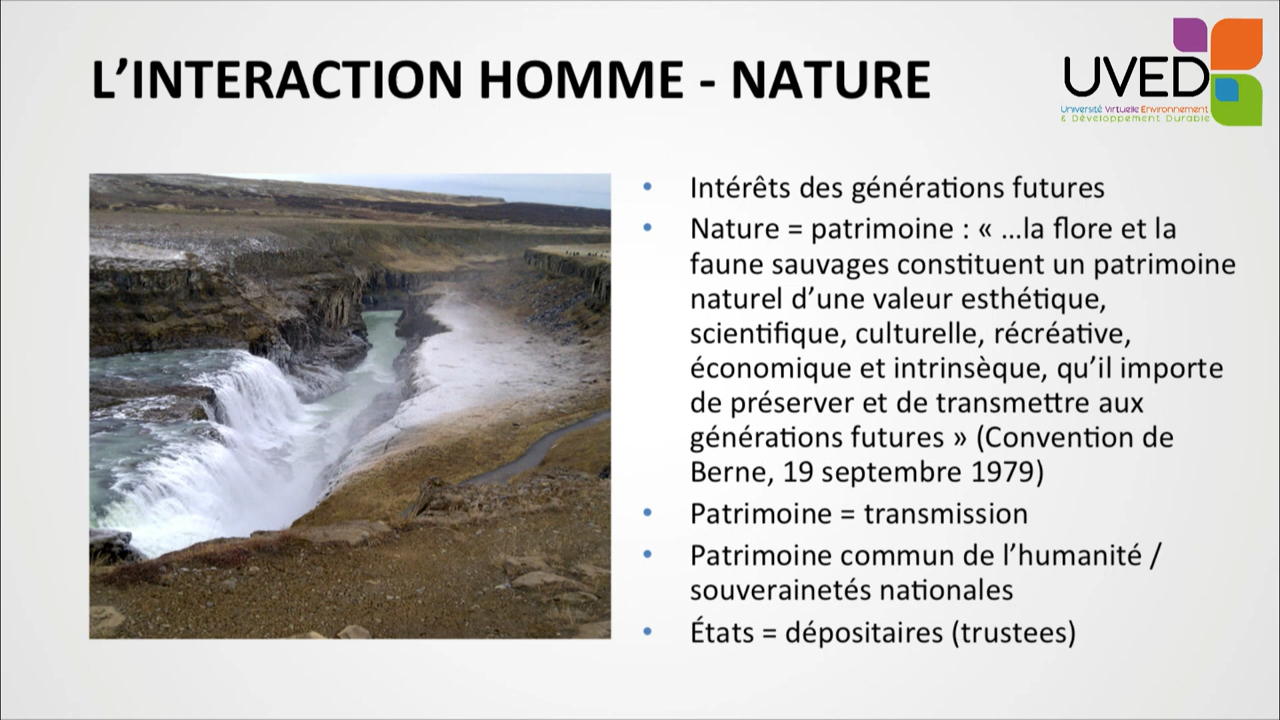 L’INTERACTION HOMME - NATURE
UVED
Université Virtuelle Environnement
& Développement Durable
• Intérêts des générations futures
• Nature = patrimoine : « ...la flore et la
faune sauvages constituent un patrimoine
naturel d’une valeur esthétique,
scientifique, culturelle, récréative,
économique et intrinsèque, qu’il importe
de préserver et de transmettre aux
générations futures » (Convention de
Berne, 19 septembre 1979)
• Patrimoine = transmission
• Patrimoine commun de l’humanité /
souverainetés nationales
• États = dépositaires (trustees)